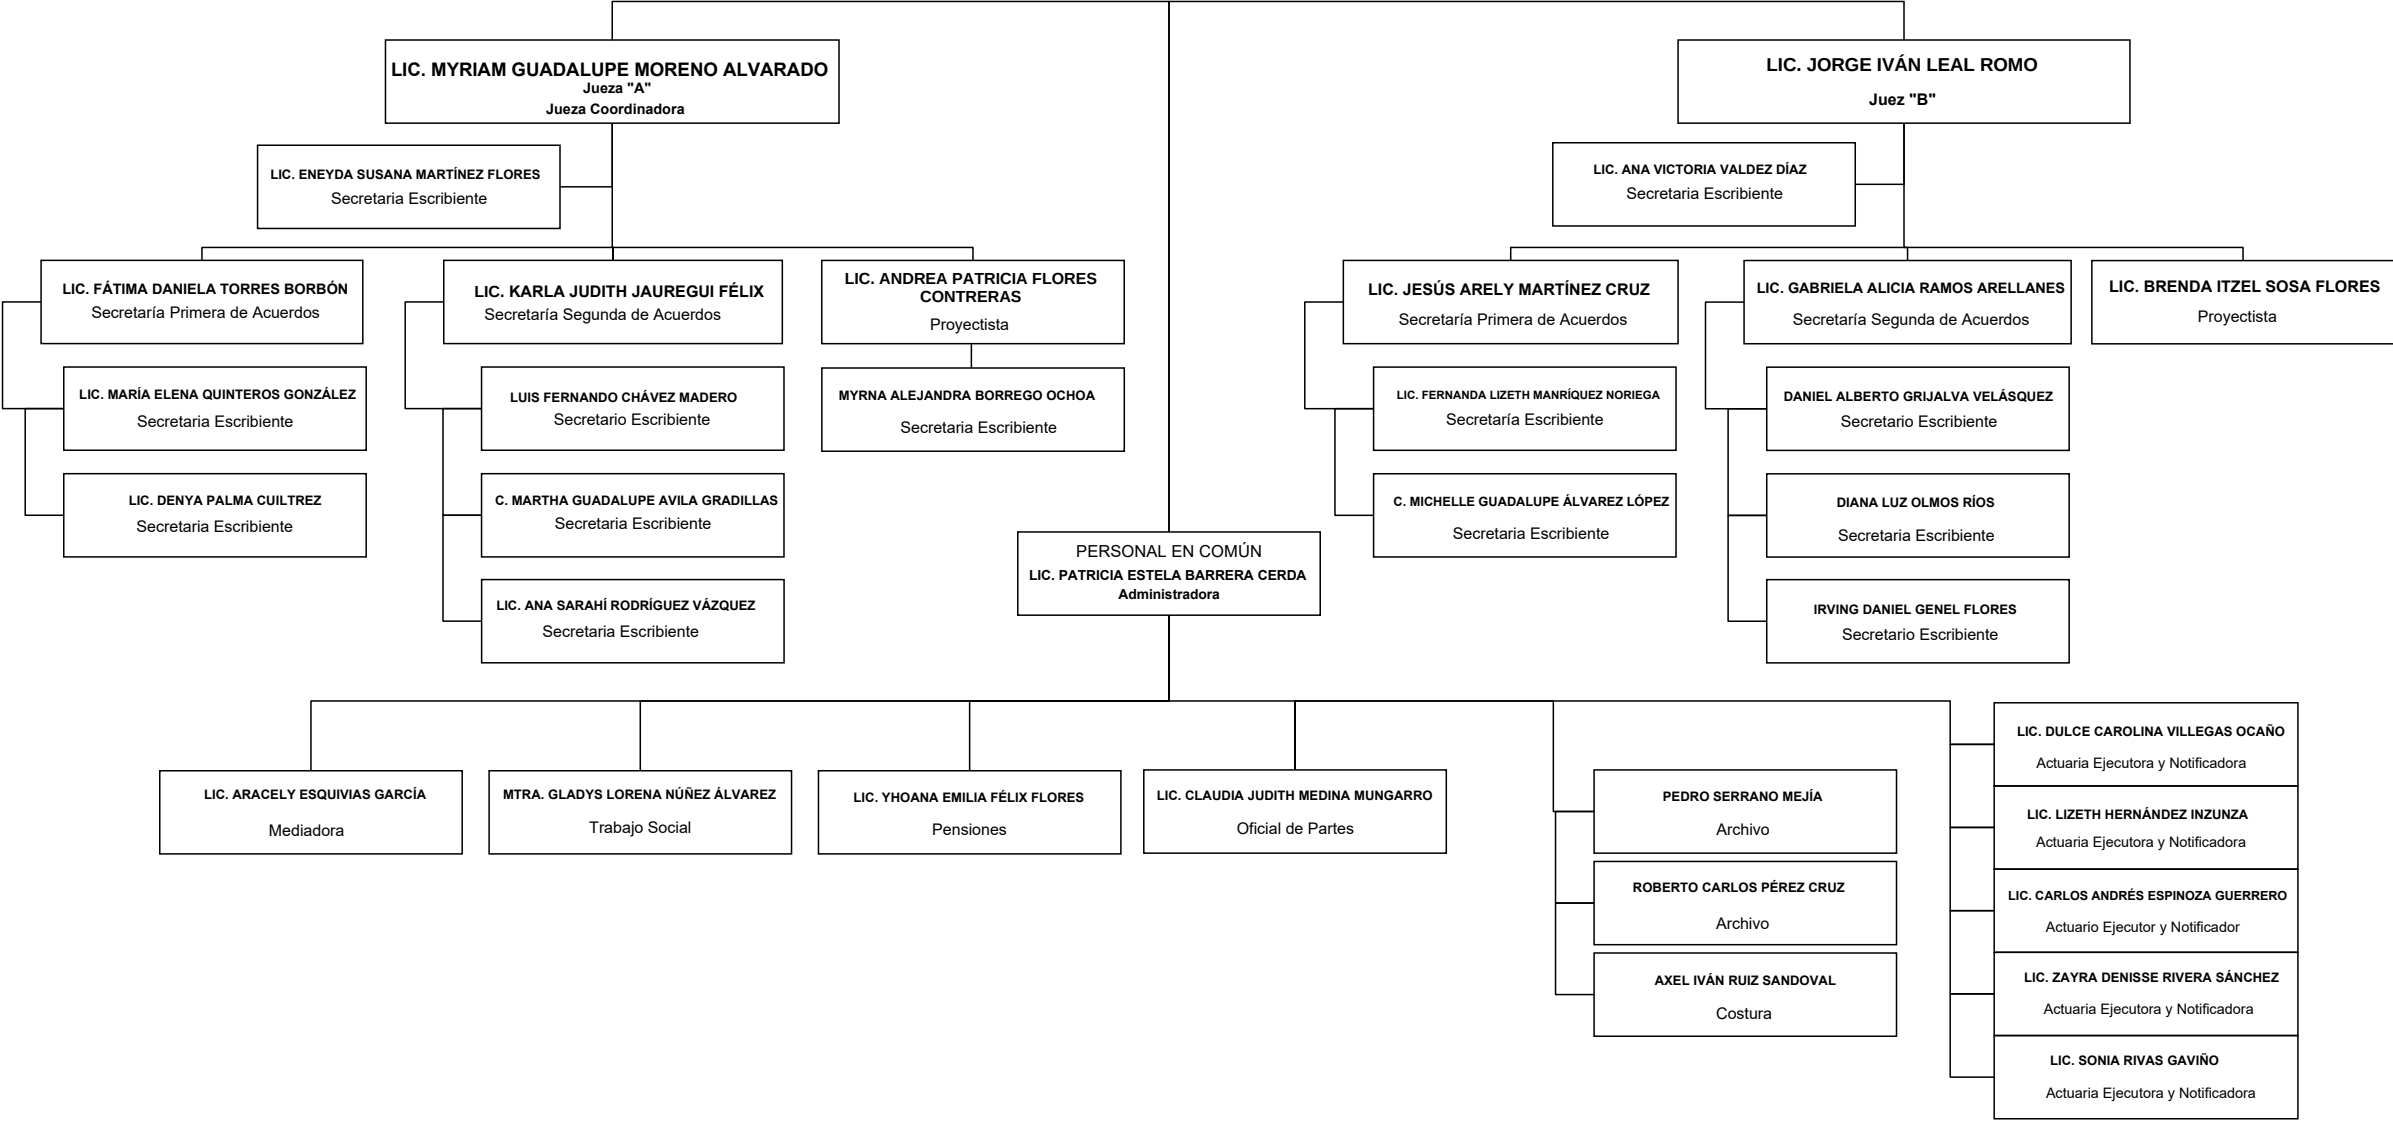 LIC. MYRIAM GUADALUPE MORENO ALVARADO
Jueza "A"
Jueza Coordinadora
LIC. JORGE IVÁN LEAL ROMO
Juez "B"
LIC. ENEYDA SUSANA MARTÍNEZ FLORES
Secretaria Escribiente
LIC. ANA VICTORIA VALDEZ DÍAZ
Secretaria Escribiente
LIC. FÁTIMA DANIELA TORRES BORBÓN
Secretaría Primera de Acuerdos
LIC. KARLA JUDITH JAUREGUI FÉLIX
Secretaría Segunda de Acuerdos
LIC. ANDREA PATRICIA FLORES
CONTRERAS
Proyectista
LIC. JESÚS ARELY MARTÍNEZ CRUZ
Secretaría Primera de Acuerdos
LIC. GABRIELA ALICIA RAMOS ARELLANES
Secretaría Segunda de Acuerdos
LIC. BRENDA ITZEL SOSA FLORES
Proyectista
LIC. MARÍA ELENA QUINTEROS GONZÁLEZ
Secretaria Escribiente
LUIS FERNANDO CHÁVEZ MADERO
Secretario Escribiente
MYRNA ALEJANDRA BORREGO OCHOA
Secretaria Escribiente
LIC. FERNANDA LIZETH MANRÍQUEZ NORIEGA
Secretaría Escribiente
DANIEL ALBERTO GRIJALVA VELÁSQUEZ
Secretario Escribiente
LIC. DENYA PALMA CUILTREZ
Secretaria Escribiente
C. MARTHA GUADALUPE AVILA GRADILLAS
Secretaria Escribiente
C. MICHELLE GUADALUPE ÁLVAREZ LÓPEZ
Secretaria Escribiente
DIANA LUZ OLMOS RÍOS
Secretaria Escribiente
PERSONAL EN COMÚN
LIC. PATRICIA ESTELA BARRERA CERDA
Administradora
LIC. ANA SARAHÍ RODRÍGUEZ VÁZQUEZ
Secretaria Escribiente
IRVING DANIEL GENEL FLORES
Secretario Escribiente
LIC. ARACELY ESQUIVIAS GARCÍA
Mediadora
MTRA. GLADYS LORENA NÚÑEZ ÁLVAREZ
Trabajo Social
LIC. YHOANA EMILIA FÉLIX FLORES
Pensiones
LIC. CLAUDIA JUDITH MEDINA MUNGARRO
Oficial de Partes
PEDRO SERRANO MEJÍA
Archivo
ROBERTO CARLOS PÉREZ CRUZ
Archivo
AXEL IVÁN RUIZ SANDOVAL
Costura
LIC. DULCE CAROLINA VILLEGAS OCAÑO
Actuaria Ejecutora y Notificadora
LIC. LIZETH HERNÁNDEZ INZUNZA
Actuaria Ejecutora y Notificadora
LIC. CARLOS ANDRÉS ESPINOZA GUERRERO
Actuario Ejecutor y Notificador
LIC. ZAYRA DENISSE RIVERA SÁNCHEZ
Actuaria Ejecutora y Notificadora
LIC. SONIA RIVAS GAVIÑO
Actuaria Ejecutora y Notificadora